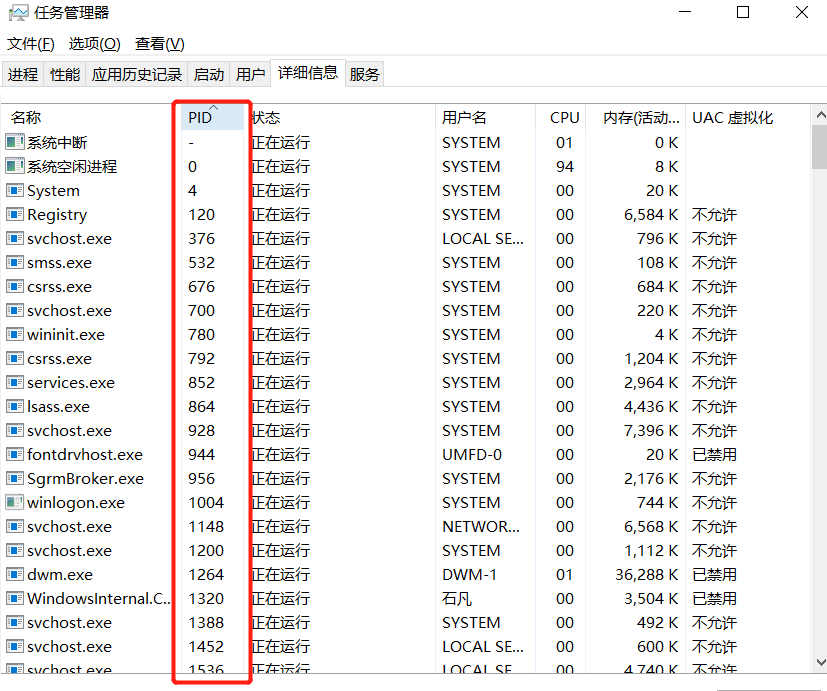 任务管理器
文件(F) 选项(O) 查看(V)
进程 性能 应用历史记录 启动 用户 详细信息 服务
名称 PID 状态 用户名 CPU 内存(活动... UAC 虚拟化
系统中断 - 正在运行 SYSTEM 01 0 K
系统空闲进程 0 正在运行 SYSTEM 94 8 K
System 4 正在运行 SYSTEM 00 20 K
Registry 120 正在运行 SYSTEM 00 6,584 K 不允许
svchost.exe 376 正在运行 LOCAL SE... 00 796 K 不允许
smss.exe 532 正在运行 SYSTEM 00 108 K 不允许
csrss.exe 676 正在运行 SYSTEM 00 684 K 不允许
svchost.exe 700 正在运行 SYSTEM 00 220 K 不允许
wininit.exe 780 正在运行 SYSTEM 00 4 K 不允许
csrss.exe 792 正在运行 SYSTEM 00 1,204 K 不允许
services.exe 852 正在运行 SYSTEM 00 2,964 K 不允许
lsass.exe 864 正在运行 SYSTEM 00 4,436 K 不允许
svchost.exe 928 正在运行 SYSTEM 00 7,396 K 不允许
fontdrvhost.exe 944 正在运行 UMFD-0 00 20 K 已禁用
SgrmBroker.exe 956 正在运行 SYSTEM 00 2,176 K 不允许
winlogon.exe 1004 正在运行 SYSTEM 00 744 K 不允许
svchost.exe 1148 正在运行 NETWOR... 00 6,568 K 不允许
svchost.exe 1200 正在运行 SYSTEM 00 1,112 K 不允许
dwm.exe 1264 正在运行 DWM-1 01 36,288 K 已禁用
WindowsInternal.C... 1320 正在运行 石凡 00 3,504 K 已禁用
svchost.exe 1388 正在运行 SYSTEM 00 492 K 不允许
svchost.exe 1452 正在运行 LOCAL SE... 00 600 K 不允许
svchost.exe 1536 正在运行 LOCAL SE... 00 4,740 K 不允许